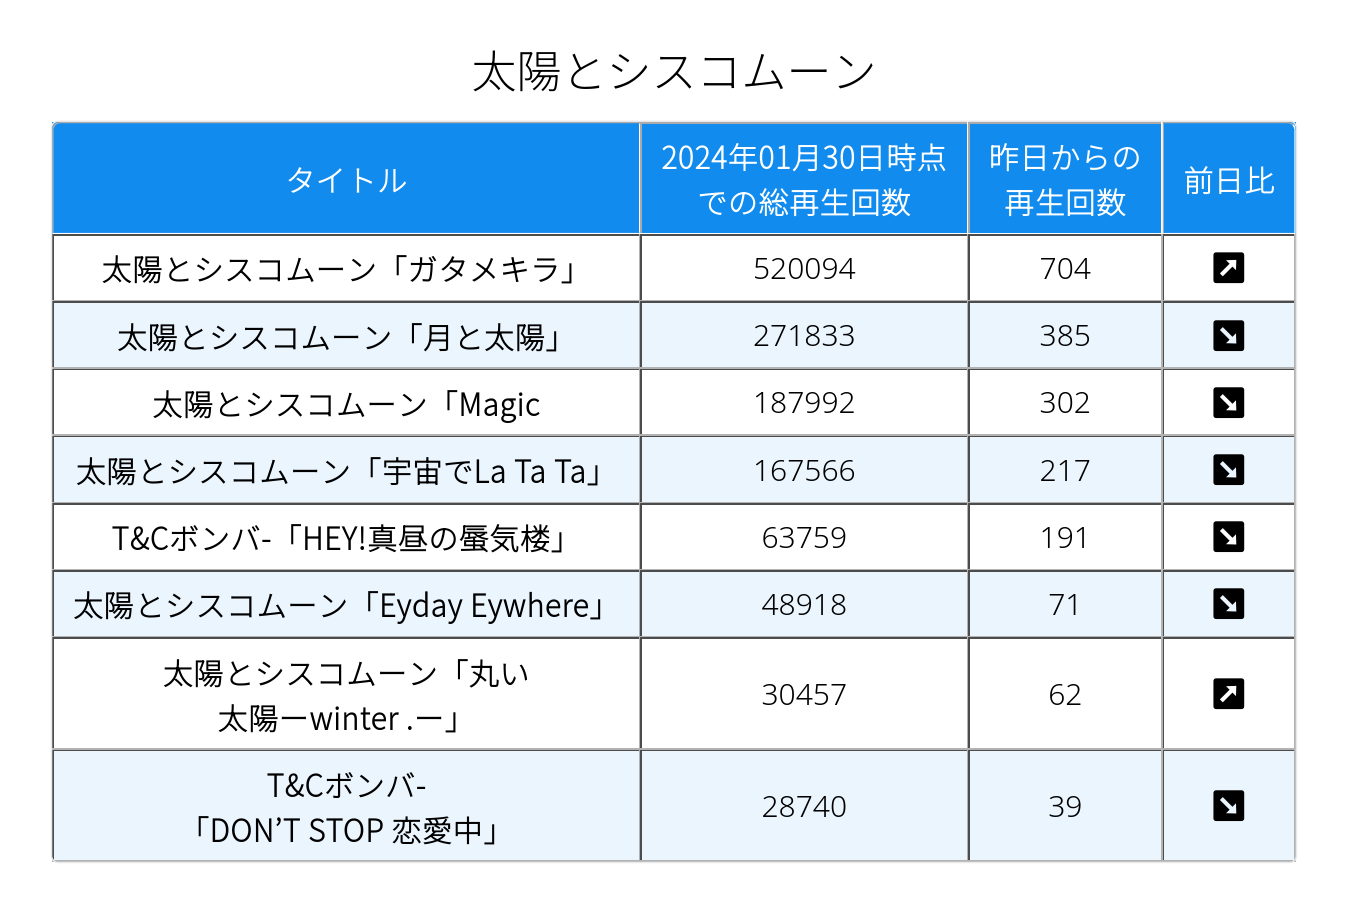 太陽とシスコムーン
タイトル
2024年01月30日時点
での総再生回数
昨日からの
再生回数
前日比
太陽とシスコムーン「ガタメキラ」 520094 704
太陽とシスコムーン「月と太陽」 271833 385
太陽とシスコムーン「Magic 187992 302
太陽とシスコムーン「宇宙でLa Ta Ta」 167566 217
T&Cボンバ-「HEY!真昼の蜃気楼」 63759 191
太陽とシスコムーン「Eyday Eywhere」 48918 71
太陽とシスコムーン「丸い
太陽ーwinter .ー」 30457 62
T&Cボンバ-
「DON’T STOP 恋愛中」 28740 39